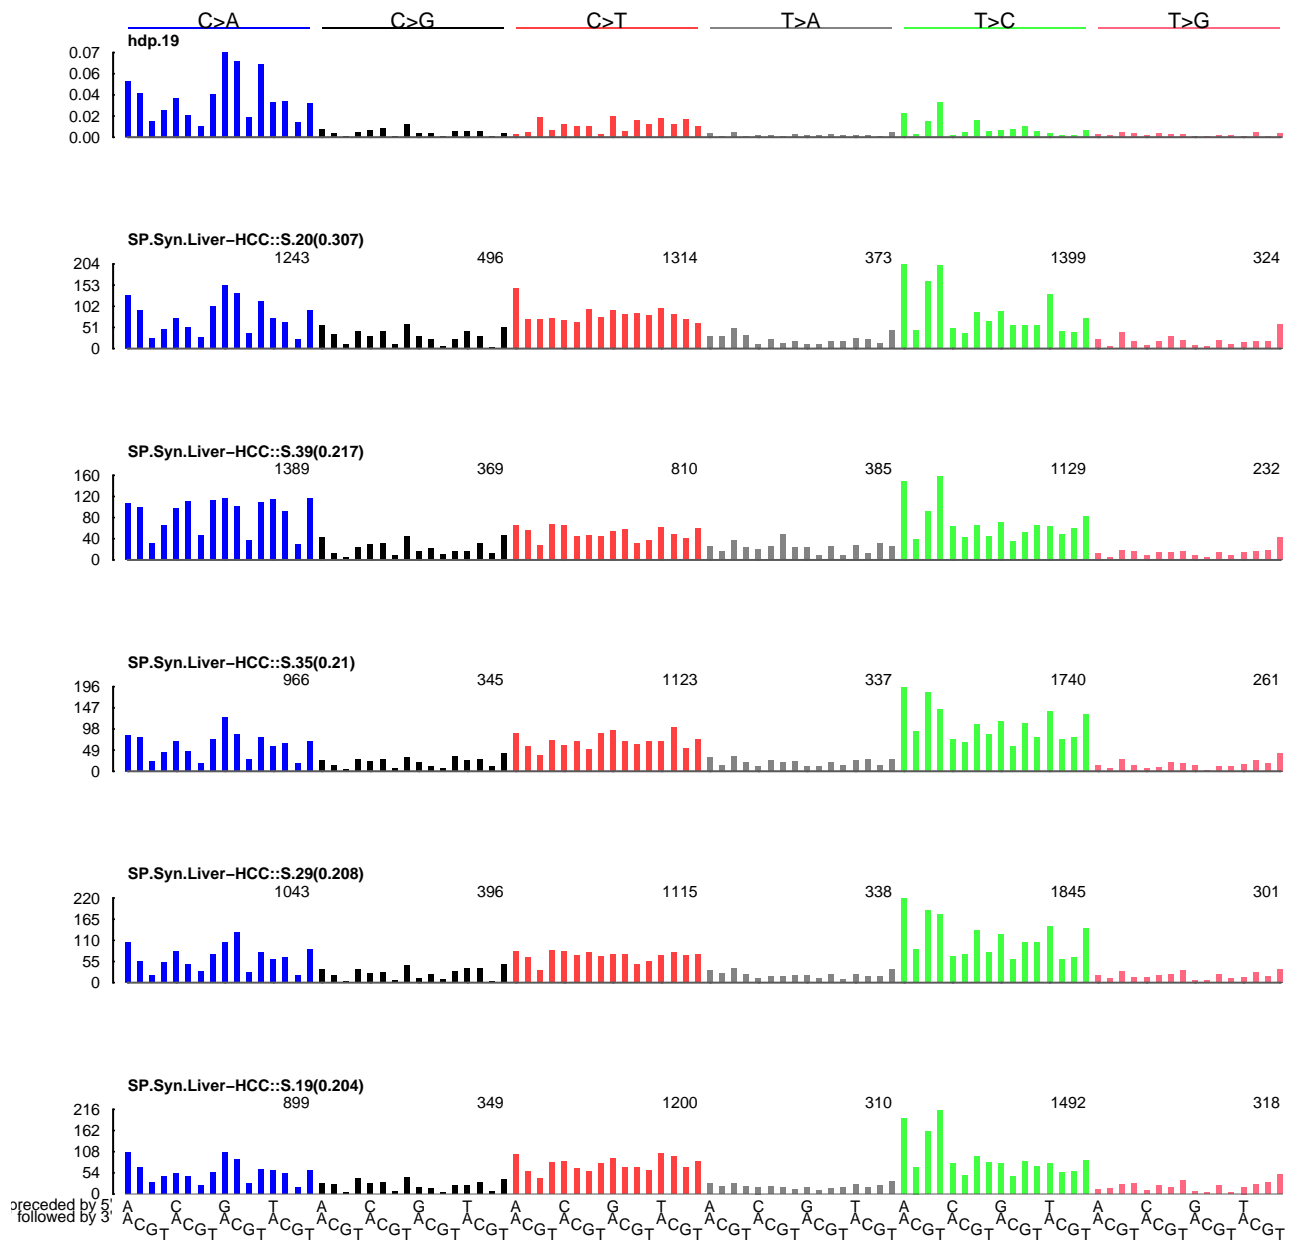 C>A C>G C>T T>A T>C T>G
hdp.19
0.07
0.06
0.04
0.02
0.00
SP.Syn.Liver−HCC::S.20(0.307)
1243 496 1314 373 1399 324
204
153
102
51
0
SP.Syn.Liver−HCC::S.39(0.217)
1389 369 810 385 1129 232
160
120
80
40
0
SP.Syn.Liver−HCC::S.35(0.21)
966 345 1123 337 1740 261
196
147
98
49
0
SP.Syn.Liver−HCC::S.29(0.208)
1043 396 1115 338 1845 301
220
165
110
55
0
SP.Syn.Liver−HCC::S.19(0.204)
899 349 1200 310 1492 318
216
162
108
54
0
preceded by 5' A C G T A C G T A C G T A C G T A C G T A C G T
followed by 3' A C G T A C G T A C G T A C G T A C G T A C G T A C G T A C G T A C G T A C G T A C G T A C G T A C G T A C G T A C G T A C G T A C G T A C G T A C G T A C G T A C G T A C G T A C G T A C G T